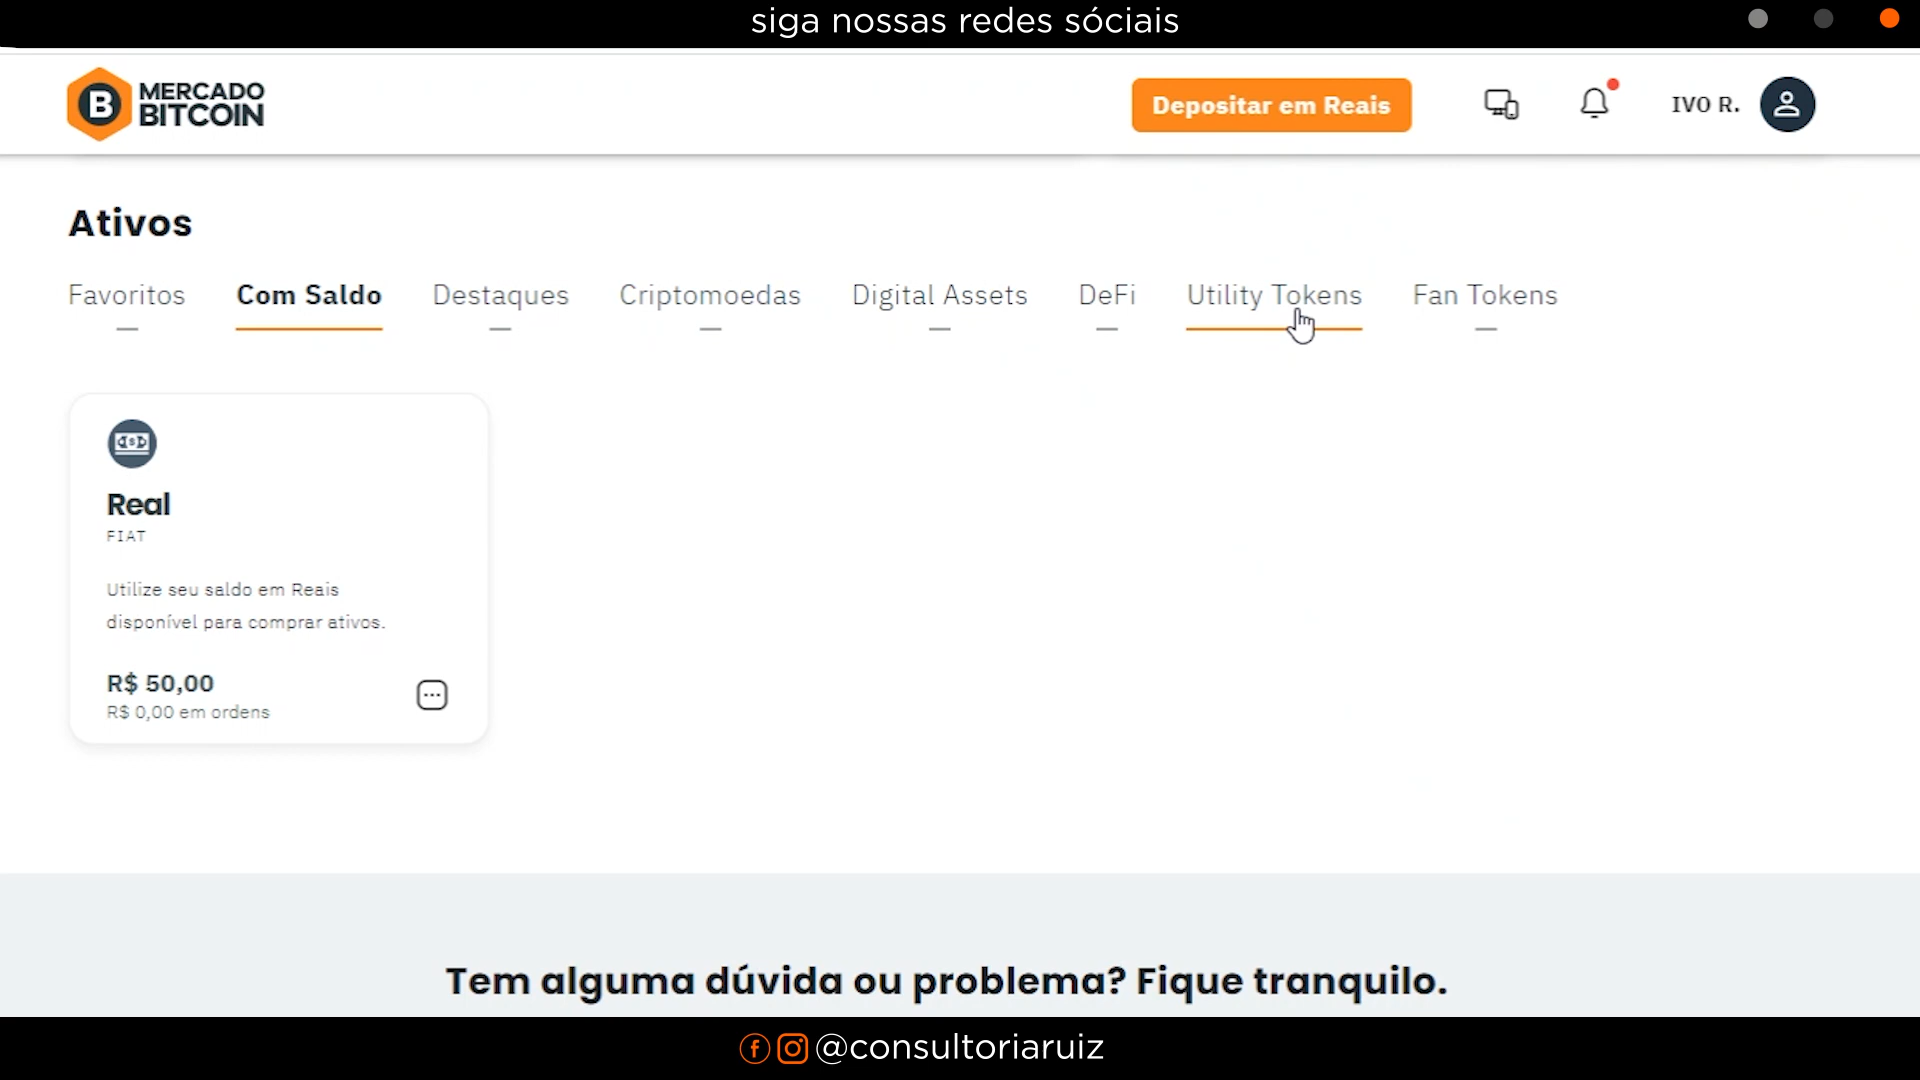 siga nossas redes sóciais
MERCADO
BITCOIN
Depositar em Reais
IVO R.
Ativos
Favoritos
Com Saldo
Destaques
Criptomoedas
Digital Assets
DeFi
Utility Tokens
Fan Tokens
Real
FIAT
Utilize seu saldo em Reais
disponível para comprar ativos.
R$ 50,00
R$ 0,00 em ordens
Tem alguma dúvida ou problema? Fique tranquilo.
@consultoriaruiz